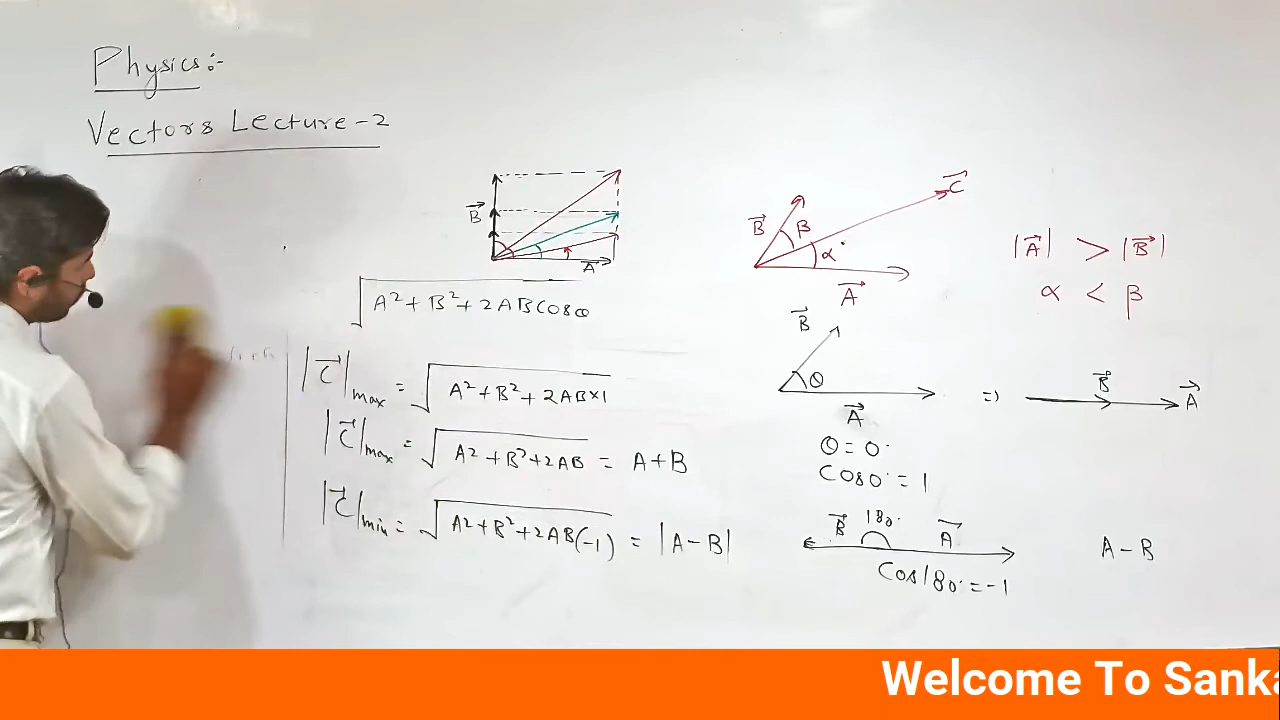 Physics:-
Vectors Lecture-2
B⃗
A⃗
√(A²+B²+2ABCosθ)
|C⃗|max = √(A²+B²+2AB×1)
|C⃗|max = √(A²+B²+2AB) = A+B
|C⃗|min = √(A²+B²+2AB(-1)) = |A-B|
C⃗
B⃗ β
α
A⃗
|A⃗| > |B⃗|
α < β
B⃗
θ
A⃗
=> B⃗ A⃗
θ=0°
Cos0°=1
B⃗ 180° A⃗
A-B
Cos180°=-1
Welcome To Sanka